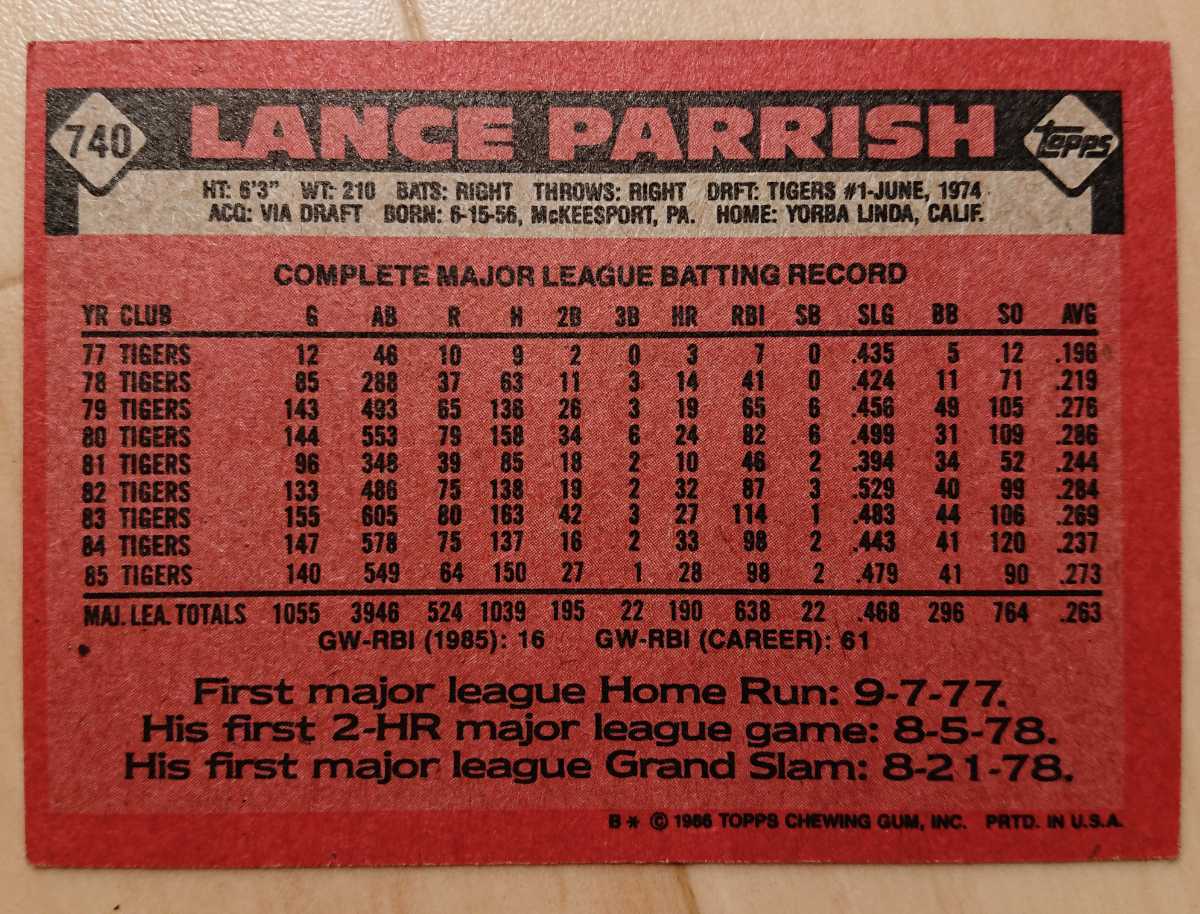 740 LANCE PARRISH Topps
HT: 6'3" WT: 210 BATS: RIGHT THROWS: RIGHT DRFT: TIGERS #1-JUNE, 1974
ACQ: VIA DRAFT BORN: 6-15-56, McKEESPORT, PA. HOME: YORBA LINDA, CALIF.
COMPLETE MAJOR LEAGUE BATTING RECORD
YR CLUB G AB R H 2B 3B HR RBI SB SLG BB SO AVG
77 TIGERS 12 46 10 9 2 0 3 7 0 .435 5 12 .196
78 TIGERS 85 288 37 63 11 3 14 41 0 .424 11 71 .219
79 TIGERS 143 493 65 136 26 3 19 65 6 .456 49 105 .276
80 TIGERS 144 553 79 158 34 6 24 82 6 .499 31 109 .286
81 TIGERS 96 348 39 85 18 2 10 46 2 .394 34 52 .244
82 TIGERS 133 486 75 138 19 2 32 87 3 .529 40 99 .284
83 TIGERS 155 605 80 163 42 3 27 114 1 .483 44 106 .269
84 TIGERS 147 578 75 137 16 2 33 98 2 .443 41 120 .237
85 TIGERS 140 549 64 150 27 1 28 98 2 .479 41 90 .273
MAJ. LEA. TOTALS 1055 3946 524 1039 195 22 190 638 22 .468 296 764 .263
GW-RBI (1985): 16 GW-RBI (CAREER): 61
First major league Home Run: 9-7-77.
His first 2-HR major league game: 8-5-78.
His first major league Grand Slam: 8-21-78.
B * © 1986 TOPPS CHEWING GUM, INC. PRTD. IN U.S.A.